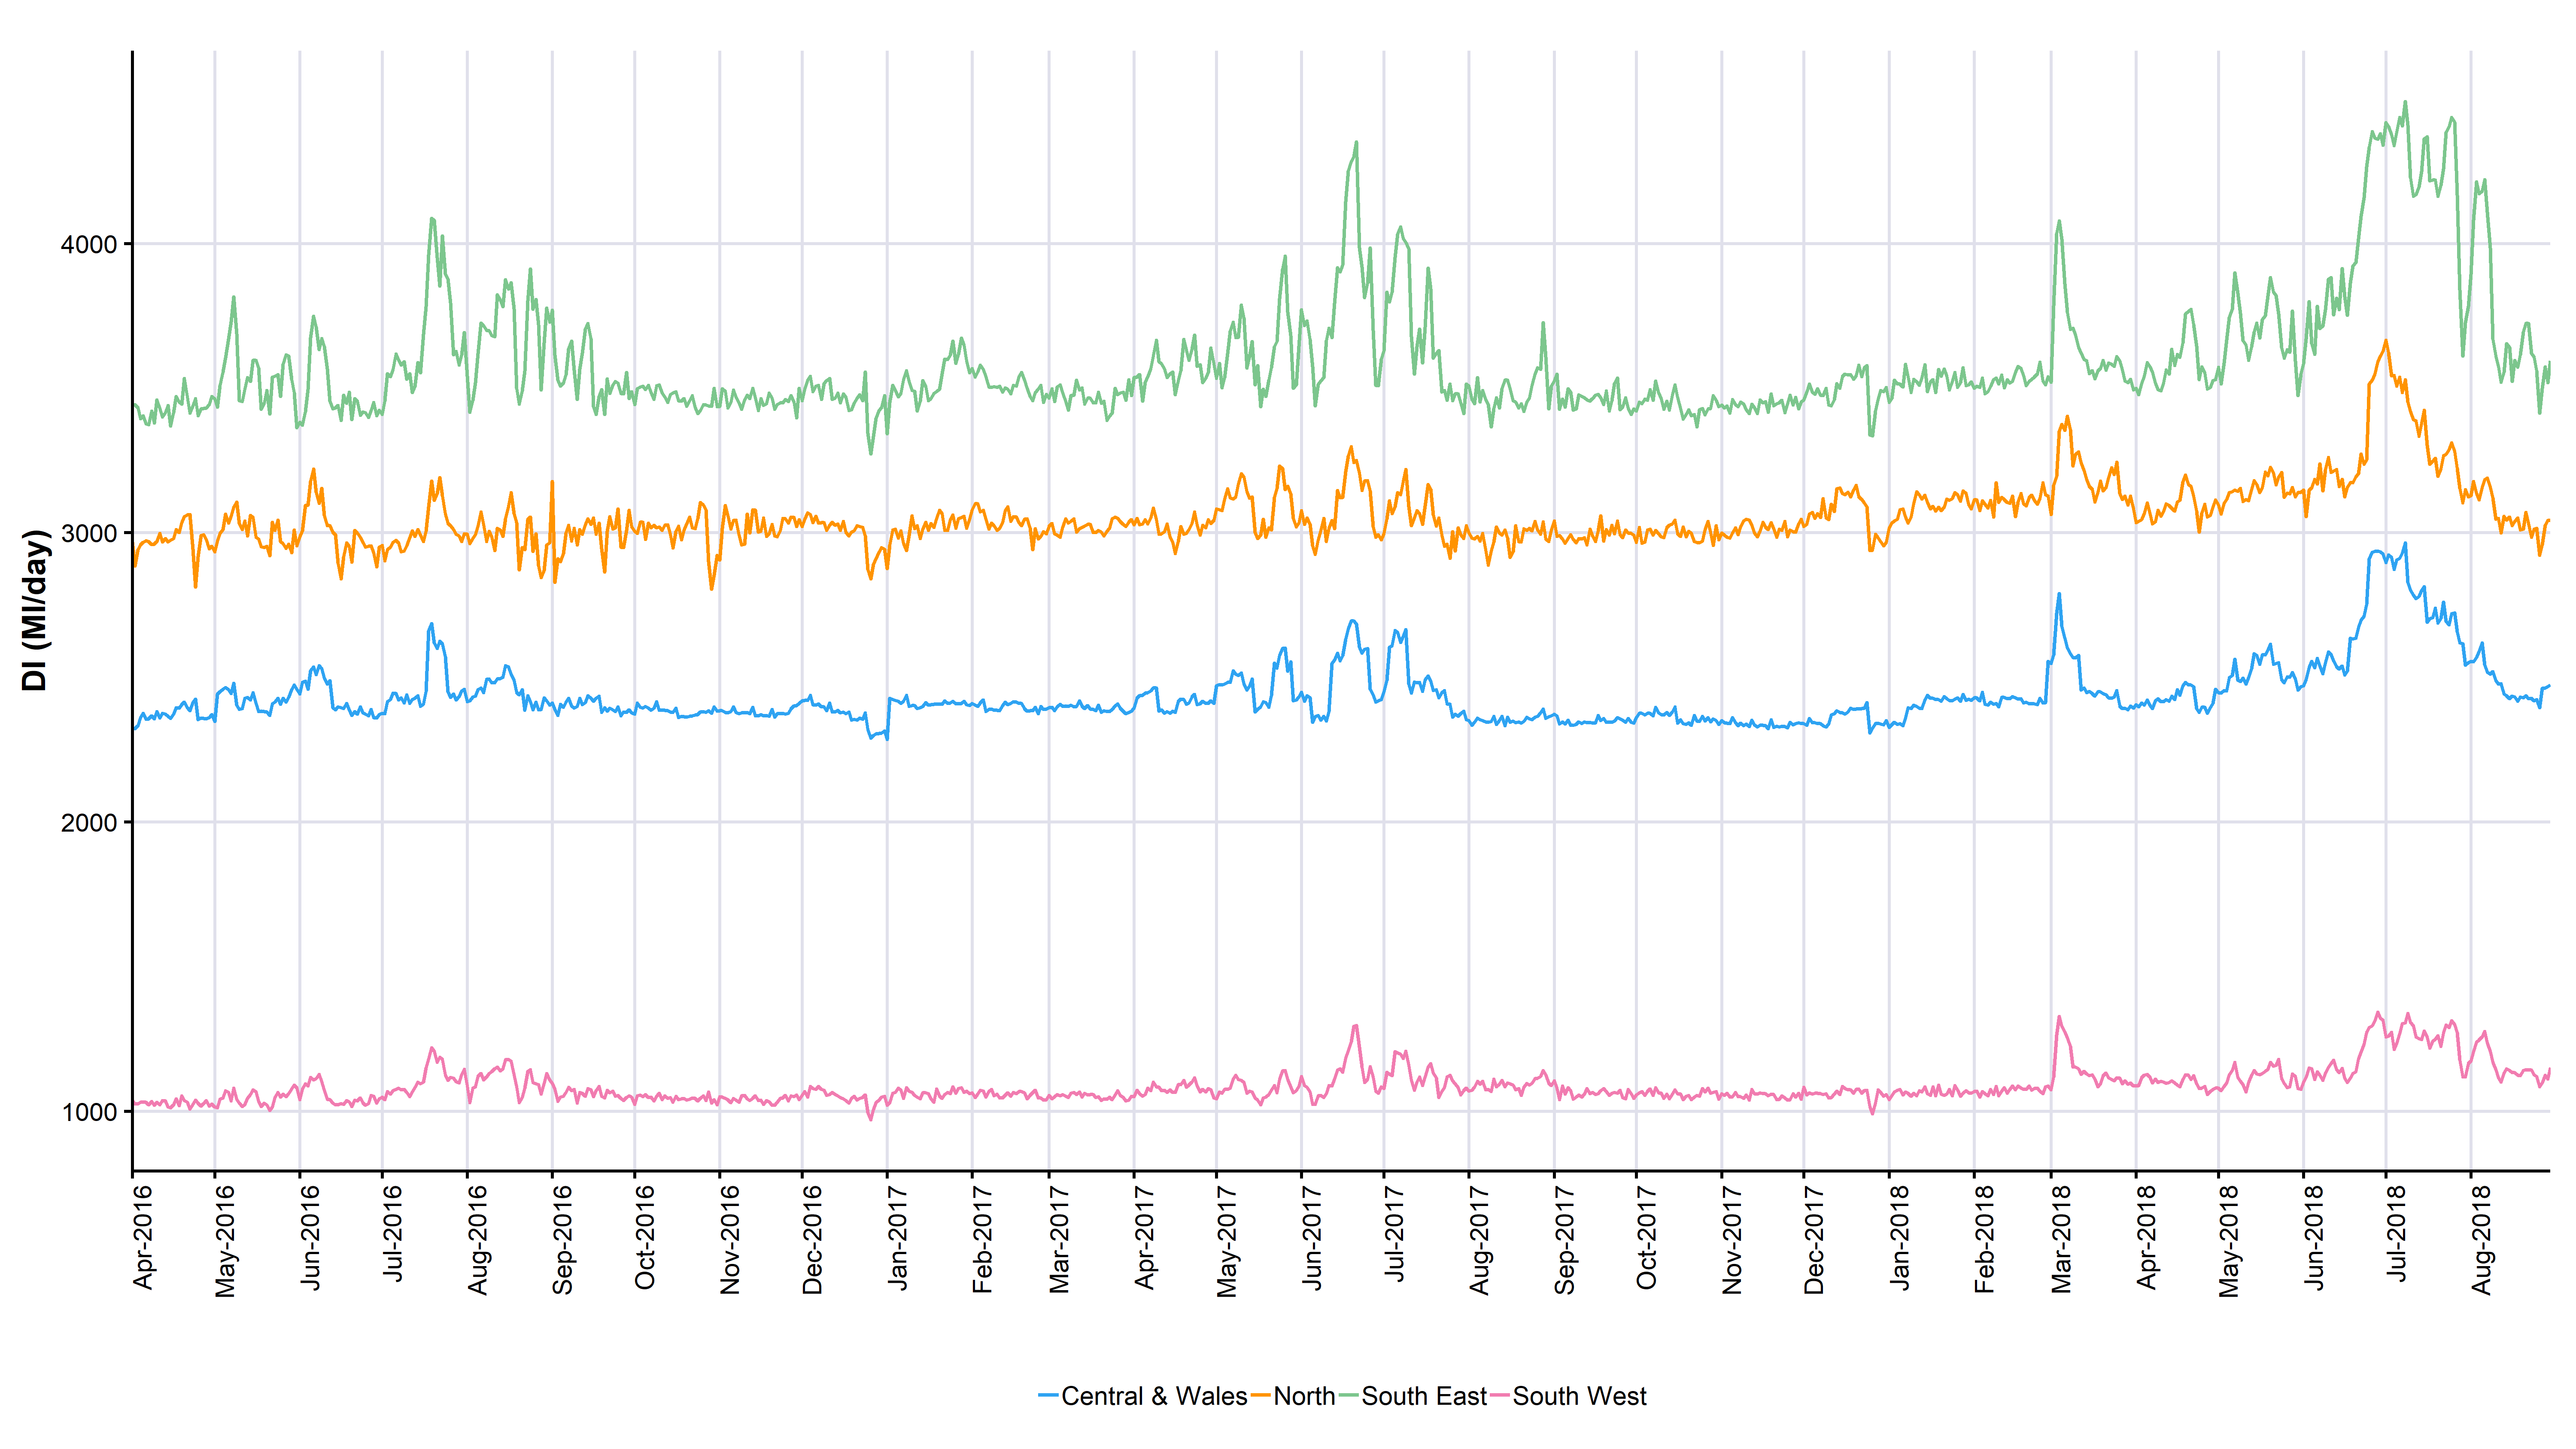 DI (Ml/day)
4000
3000
2000
1000
Apr-2016
May-2016
Jun-2016
Jul-2016
Aug-2016
Sep-2016
Oct-2016
Nov-2016
Dec-2016
Jan-2017
Feb-2017
Mar-2017
Apr-2017
May-2017
Jun-2017
Jul-2017
Aug-2017
Sep-2017
Oct-2017
Nov-2017
Dec-2017
Jan-2018
Feb-2018
Mar-2018
Apr-2018
May-2018
Jun-2018
Jul-2018
Aug-2018
Central & Wales North South East South West